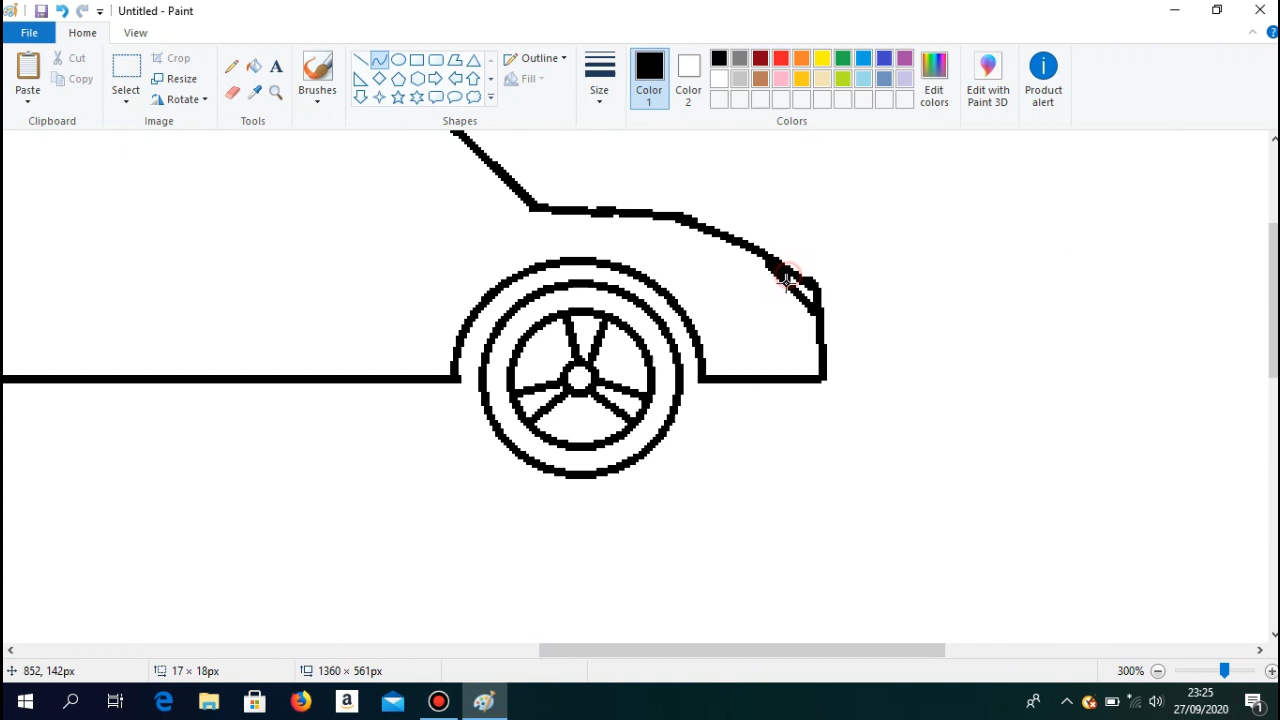 Untitled - Paint
File Home View
Paste
Cut
Copy
Clipboard
Select
Crop
Resize
Rotate
Image
Tools
Brushes
Outline
Fill
Shapes
Size
Color 1
Color 2
Edit colors
Colors
Edit with Paint 3D
Product alert
852, 142px
17 × 18px
1360 × 561px
300%
23:25
27/09/2020
1